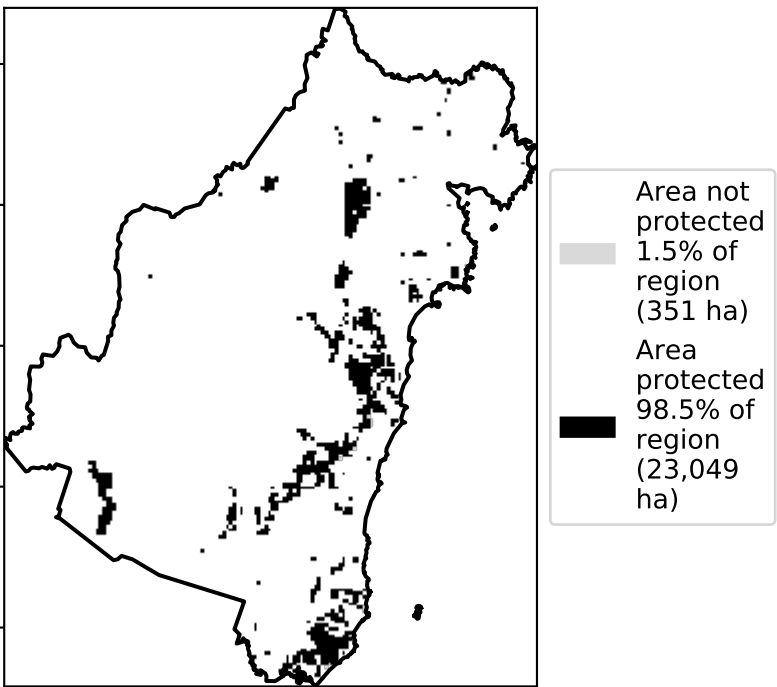 Area not
protected
1.5% of
region
(351 ha)
Area
protected
98.5% of
region
(23,049
ha)